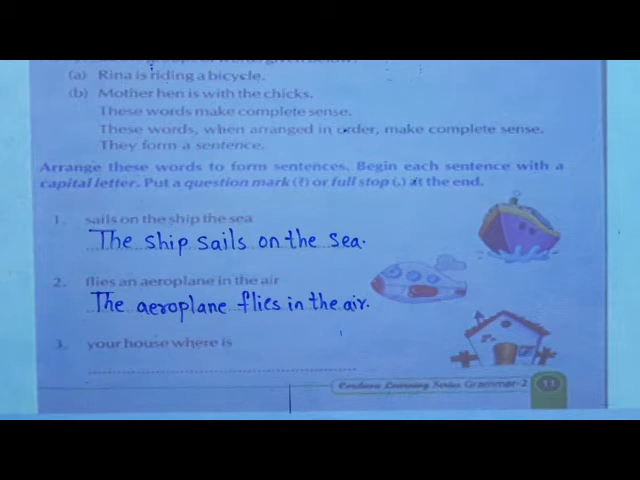 (a) Rina is riding a bicycle.
(b) Mother hen is with the chicks.
These words make complete sense.
These words, when arranged in order, make complete sense.
They form a sentence.
Arrange these words to form sentences. Begin each sentence with a
capital letter. Put a question mark (?) or full stop (.) at the end.
1. sails on the ship the sea
The ship sails on the sea.
2. flies an aeroplane in the air
The aeroplane flies in the air.
3. your house where is
Cordova Learning Series Grammar-2 11